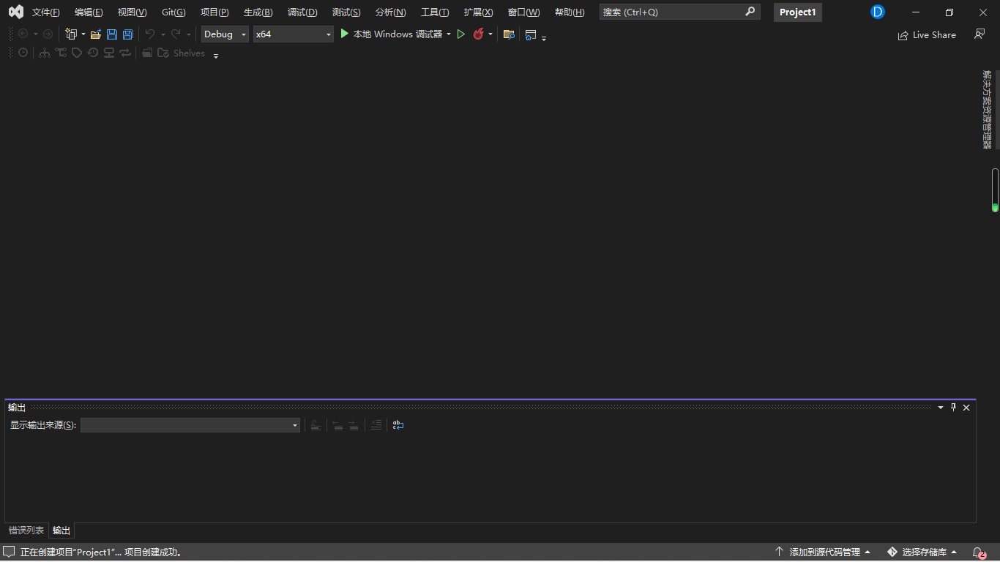 文件(F) 编辑(E) 视图(V) Git(G) 项目(P) 生成(B) 调试(D) 测试(S) 分析(N) 工具(T) 扩展(X) 窗口(W) 帮助(H) 搜索 (Ctrl+Q) Project1 D
Debug x64 本地 Windows 调试器 Live Share
Shelves
解决方案资源管理器
输出
显示输出来源(S):
错误列表 输出
正在创建项目“Project1”... 项目创建成功。 添加到源代码管理 选择存储库 2